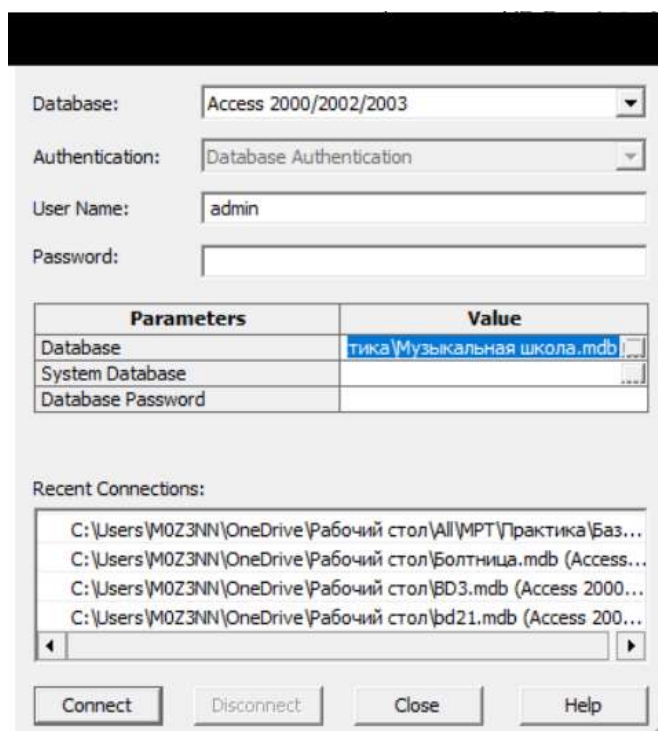 Database: Access 2000/2002/2003
Authentication: Database Authentication
User Name: admin
Password:
Parameters Value
Database тика\Музыкальная школа.mdb ...
System Database ...
Database Password
Recent Connections:
C:\Users\M0Z3NN\OneDrive\Рабочий стол\All\MPT\Практика\Баз...
C:\Users\M0Z3NN\OneDrive\Рабочий стол\Болтница.mdb (Access...
C:\Users\M0Z3NN\OneDrive\Рабочий стол\BD3.mdb (Access 2000...
C:\Users\M0Z3NN\OneDrive\Рабочий стол\bd21.mdb (Access 200...
Connect Disconnect Close Help